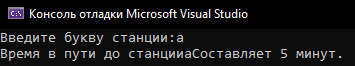 Консоль отладки Microsoft Visual Studio
Введите букву станции:а
Время в пути до станцииаСоставляет 5 минут.